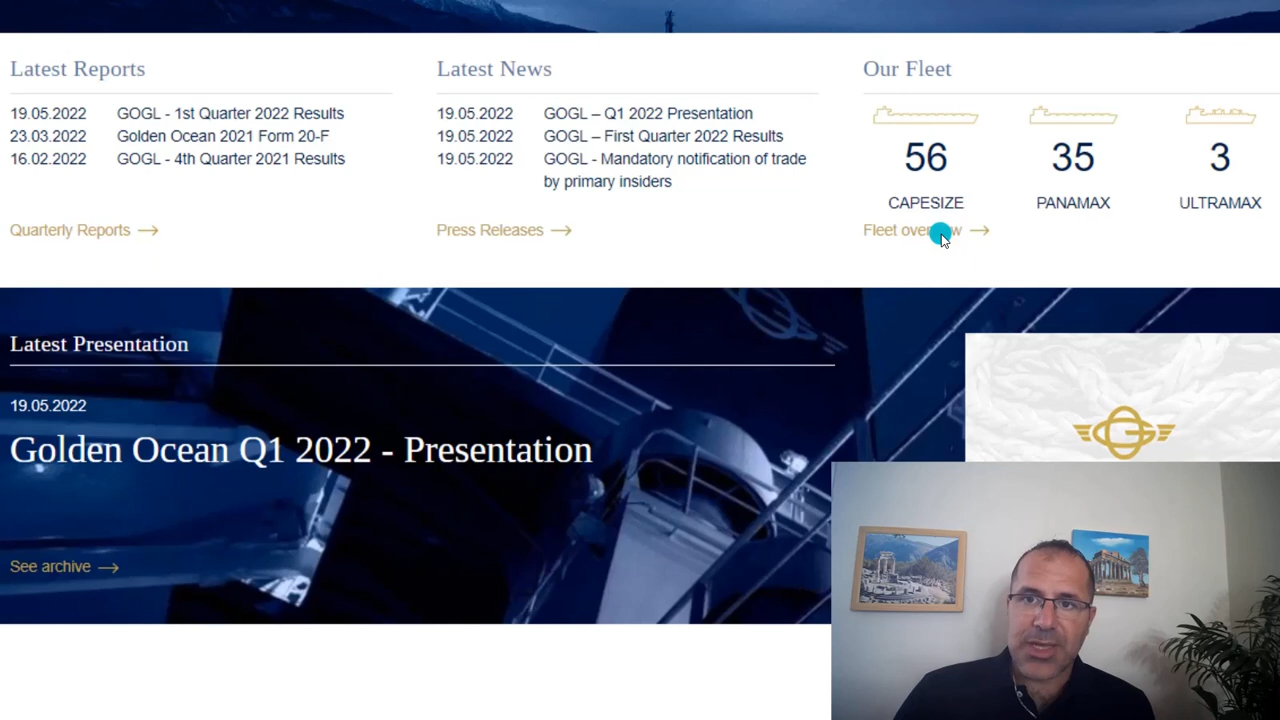 Latest Reports
19.05.2022 GOGL - 1st Quarter 2022 Results
23.03.2022 Golden Ocean 2021 Form 20-F
16.02.2022 GOGL - 4th Quarter 2021 Results
Quarterly Reports
Latest News
19.05.2022 GOGL – Q1 2022 Presentation
19.05.2022 GOGL – First Quarter 2022 Results
19.05.2022 GOGL - Mandatory notification of trade
by primary insiders
Press Releases
Our Fleet
56 35 3
CAPESIZE PANAMAX ULTRAMAX
Fleet overview
Latest Presentation
19.05.2022
Golden Ocean Q1 2022 - Presentation
See archive